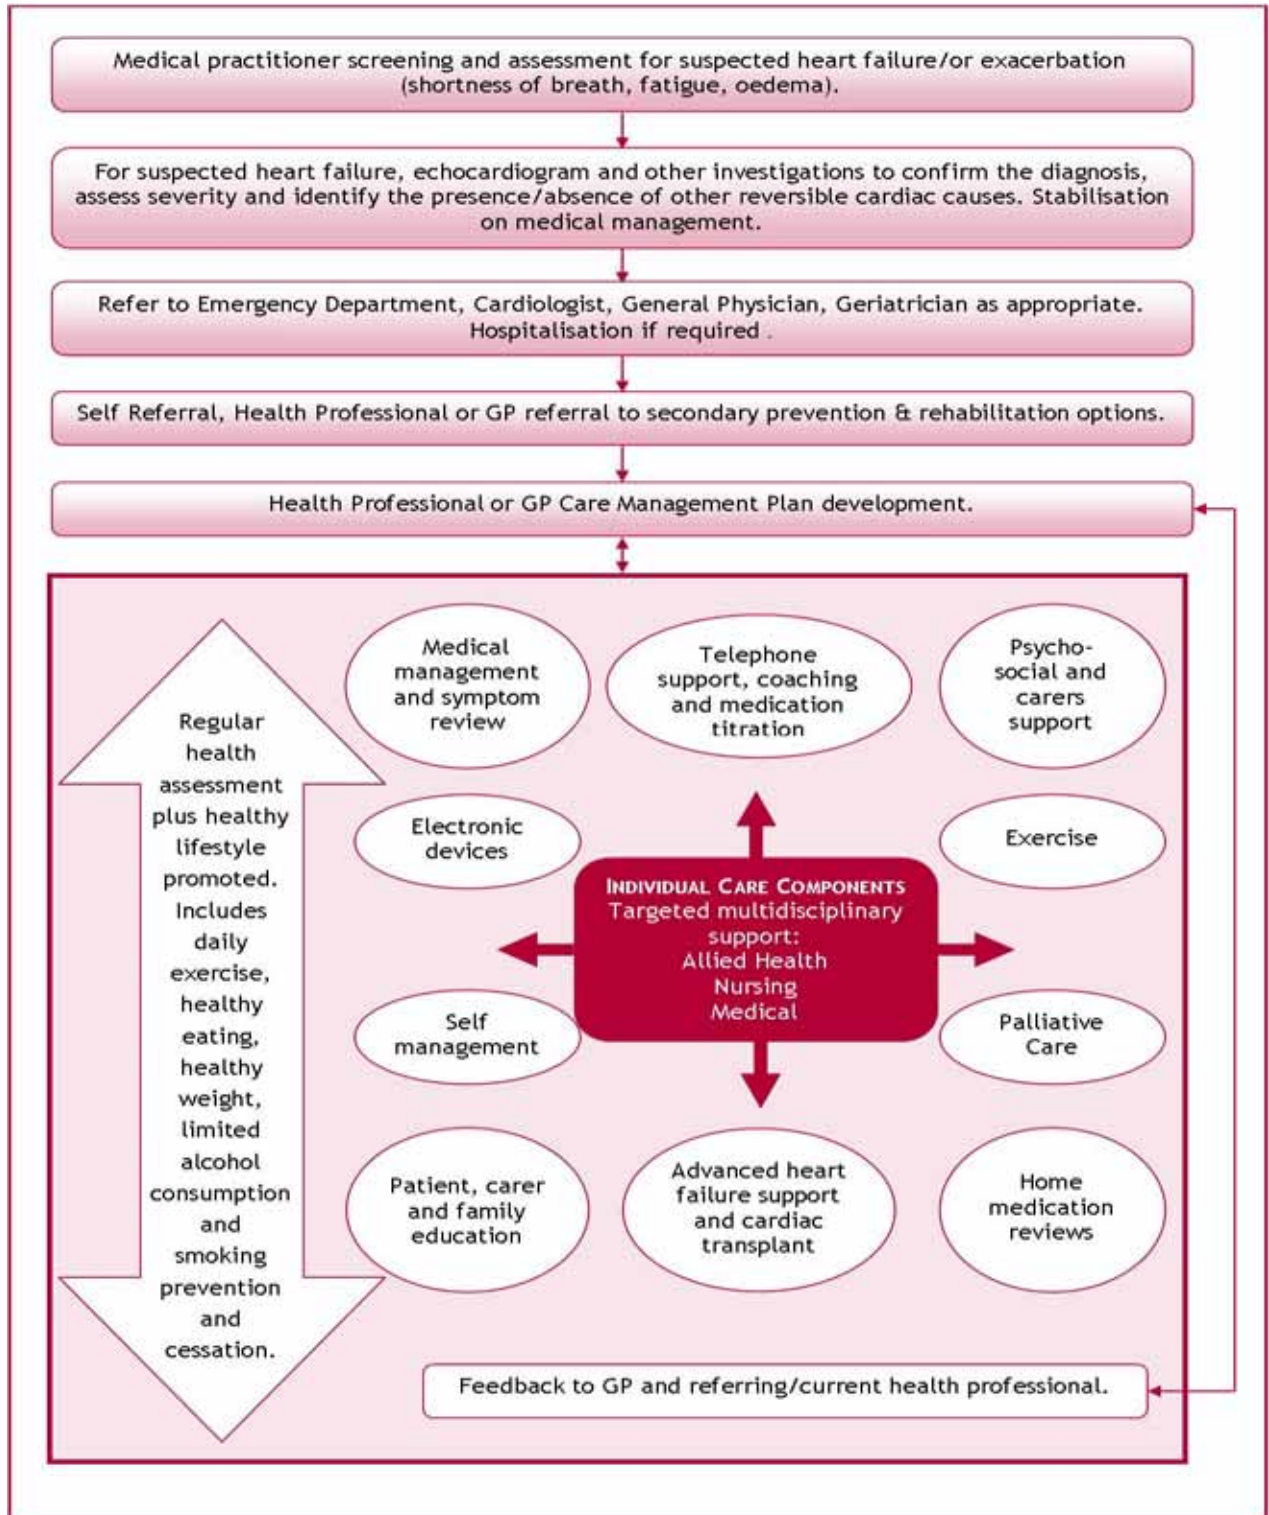 Medical practitioner screening and assessment for suspected heart failure/or exacerbation
(shortness of breath, fatigue, oedema).
For suspected heart failure, echocardiogram and other investigations to confirm the diagnosis,
assess severity and identify the presence/absence of other reversible cardiac causes. Stabilisation
on medical management.
Refer to Emergency Department, Cardiologist, General Physician, Geriatrician as appropriate.
Hospitalisation if required .
Self Referral, Health Professional or GP referral to secondary prevention & rehabilitation options.
Health Professional or GP Care Management Plan development.
Regular
health
assessment
plus healthy
lifestyle
promoted.
Includes
daily
exercise,
healthy
eating,
healthy
weight,
limited
alcohol
consumption
and
smoking
prevention
and
cessation.
Medical
management
and symptom
review
Telephone
support, coaching
and medication
titration
Psycho-
social and
carers
support
Electronic
devices
Exercise
INDIVIDUAL CARE COMPONENTS
Targeted multidisciplinary
support:
Allied Health
Nursing
Medical
Self
management
Palliative
Care
Patient, carer
and family
education
Advanced heart
failure support
and cardiac
transplant
Home
medication
reviews
Feedback to GP and referring/current health professional.